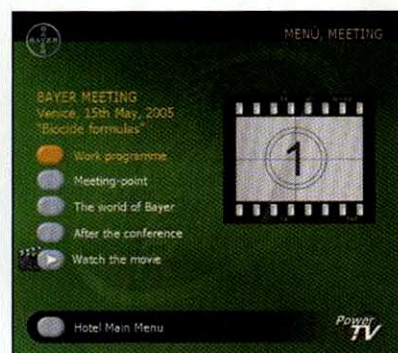 BAYER
MENÚ, MEETING
BAYER MEETING
Venice, 15th May, 2005
"Biocide formulas"
Work programme
Meeting-point
The world of Bayer
After the conference
Watch the movie
1
Hotel Main Menu
Power
TV